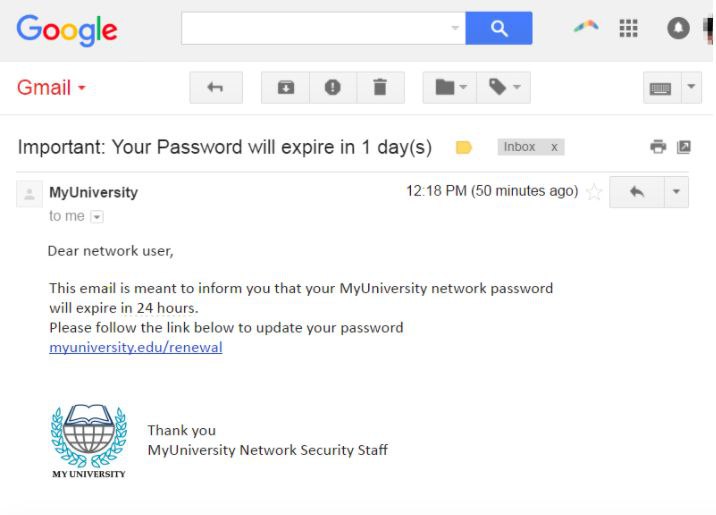 Google
Gmail
Important: Your Password will expire in 1 day(s) Inbox x
MyUniversity 12:18 PM (50 minutes ago)
to me
Dear network user,
This email is meant to inform you that your MyUniversity network password
will expire in 24 hours.
Please follow the link below to update your password
myuniversity.edu/renewal
Thank you
MyUniversity Network Security Staff
MY UNIVERSITY